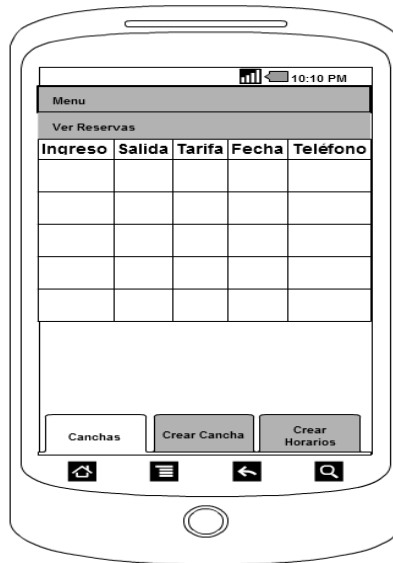 10:10 PM
Menu
Ver Reservas
Ingreso Salida Tarifa Fecha Teléfono
Canchas Crear Cancha Crear
Horarios